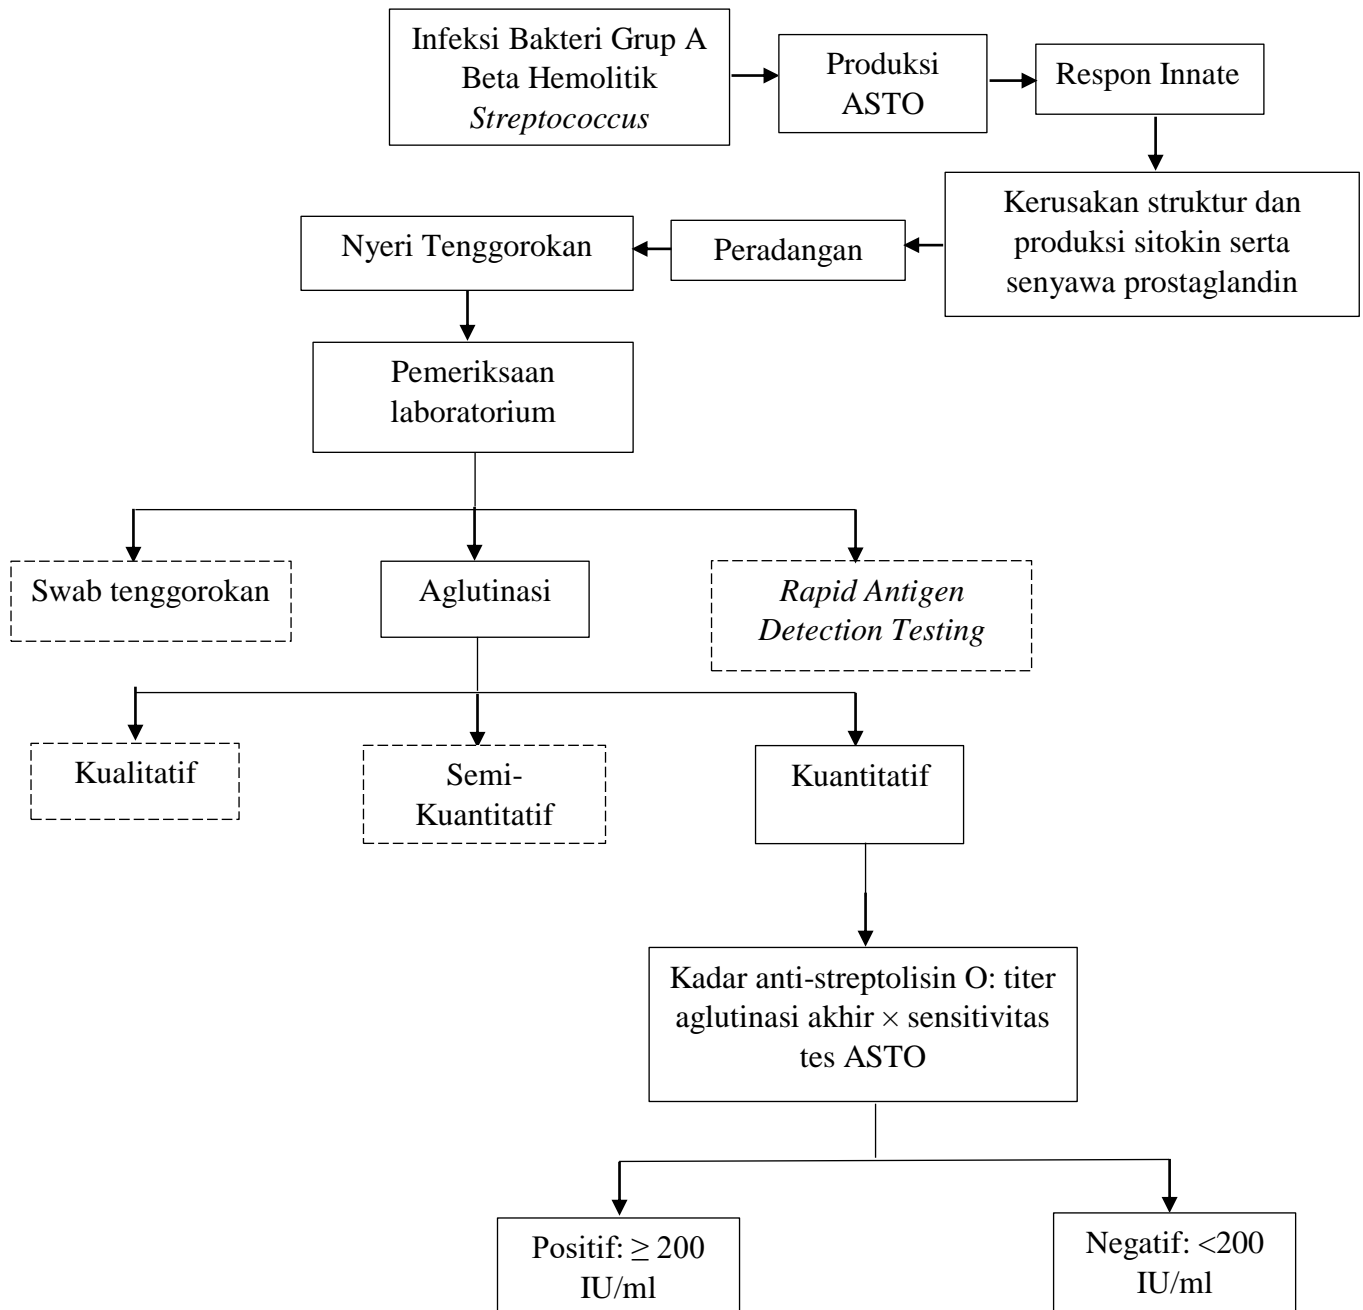 Infeksi Bakteri Grup A
Beta Hemolitik
Streptococcus
Produksi
ASTO
Respon Innate
Kerusakan struktur dan
produksi sitokin serta
senyawa prostaglandin
Peradangan
Nyeri Tenggorokan
Pemeriksaan
laboratorium
Swab tenggorokan
Aglutinasi
Rapid Antigen
Detection Testing
Kualitatif
Semi-
Kuantitatif
Kuantitatif
Kadar anti-streptolisin O: titer
aglutinasi akhir × sensitivitas
tes ASTO
Positif: ≥ 200
IU/ml
Negatif: <200
IU/ml